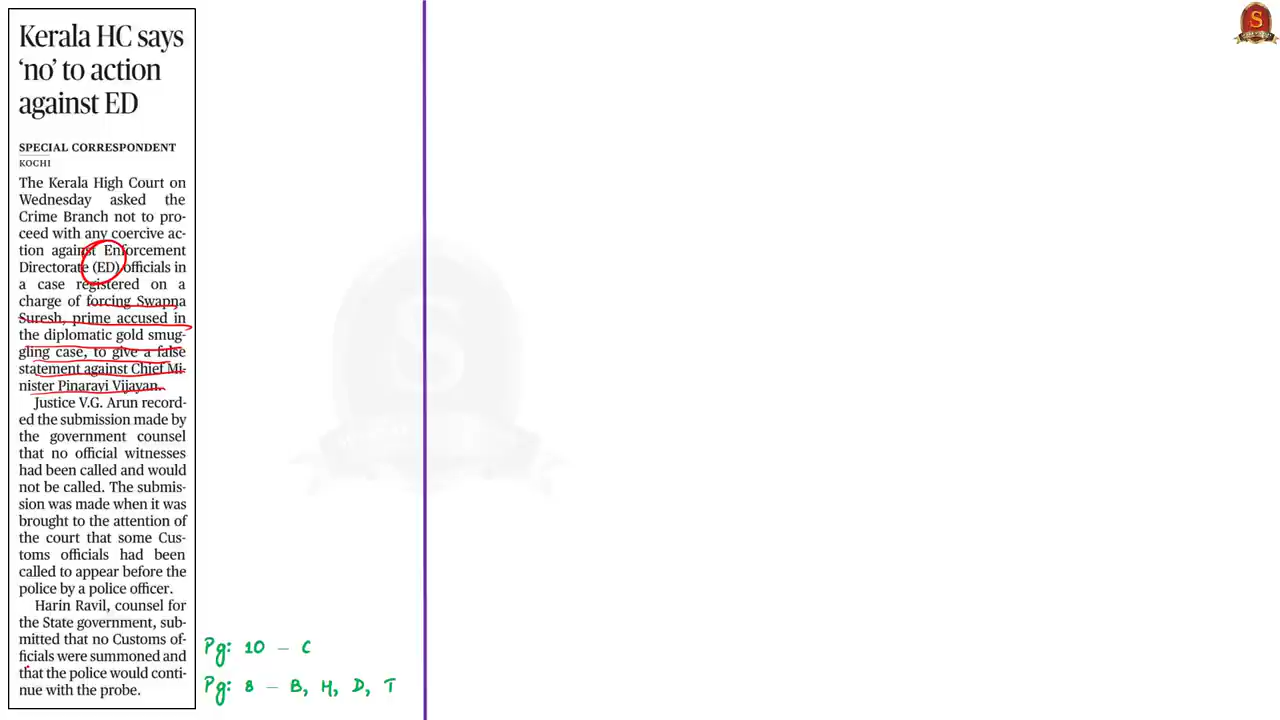 Kerala HC says
‘no’ to action
against ED
SPECIAL CORRESPONDENT
KOCHI
The Kerala High Court on
Wednesday asked the
Crime Branch not to pro-
ceed with any coercive ac-
tion against Enforcement
Directorate (ED) officials in
a case registered on a
charge of forcing Swapna
Suresh, prime accused in
the diplomatic gold smug-
gling case, to give a false
statement against Chief Mi-
nister Pinarayi Vijayan.
Justice V.G. Arun record-
ed the submission made by
the government counsel
that no official witnesses
had been called and would
not be called. The submis-
sion was made when it was
brought to the attention of
the court that some Cus-
toms officials had been
called to appear before the
police by a police officer.
Harin Ravil, counsel for
the State government, sub-
mitted that no Customs of-
ficials were summoned and
that the police would conti-
nue with the probe.
Pg: 10 – C
Pg: 8 – B, H, D, T
S
S